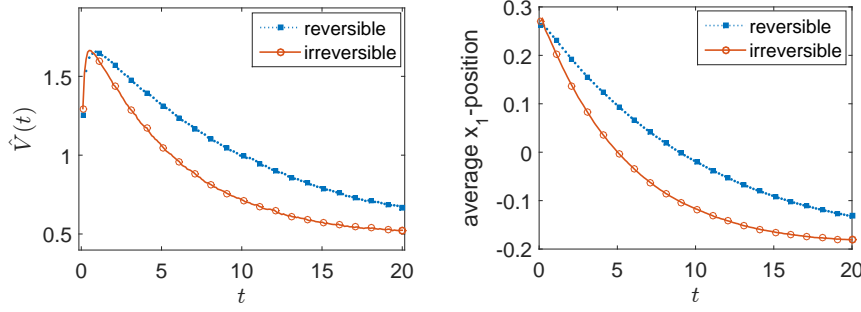 reversible
irreversible
1.5
1
0.5
V̂(t)
0
5
10
15
20
t
reversible
irreversible
0.3
0.2
0.1
0
-0.1
-0.2
average x₁-position
0
5
10
15
20
t